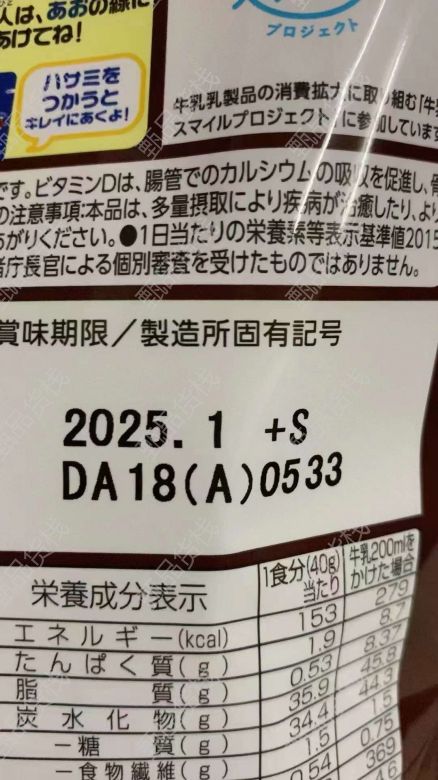 は、あおの線に
あけてね!
ハサミを
つかうと
キレイにあくよ!
プロジェクト
牛乳乳製品の消費拡大に取り組む「牛
スマイルプロジェクト」に参加しています
です。ビタミンDは、腸管でのカルシウムの吸収を促進し、骨
の注意事項:本品は、多量摂取により疾病が治癒したり、より
あがりください。●1日当たりの栄養素等表示基準値2015
者庁長官による個別審査を受けたものではありません。
賞味期限/製造所固有記号
2025.1 +S
DA18(A)0533
栄養成分表示
1食分(40g)当たり
牛乳200mlをかけた場合
エネルギー(kcal) 153 279
たんぱく質(g) 1.9 8.7
脂質(g) 0.53 8.37
炭水化物(g) 35.9 45.8
-糖質(g) 34.4 44.3
-食物繊維(g) 1.5 1.5
0.54 0.75
369